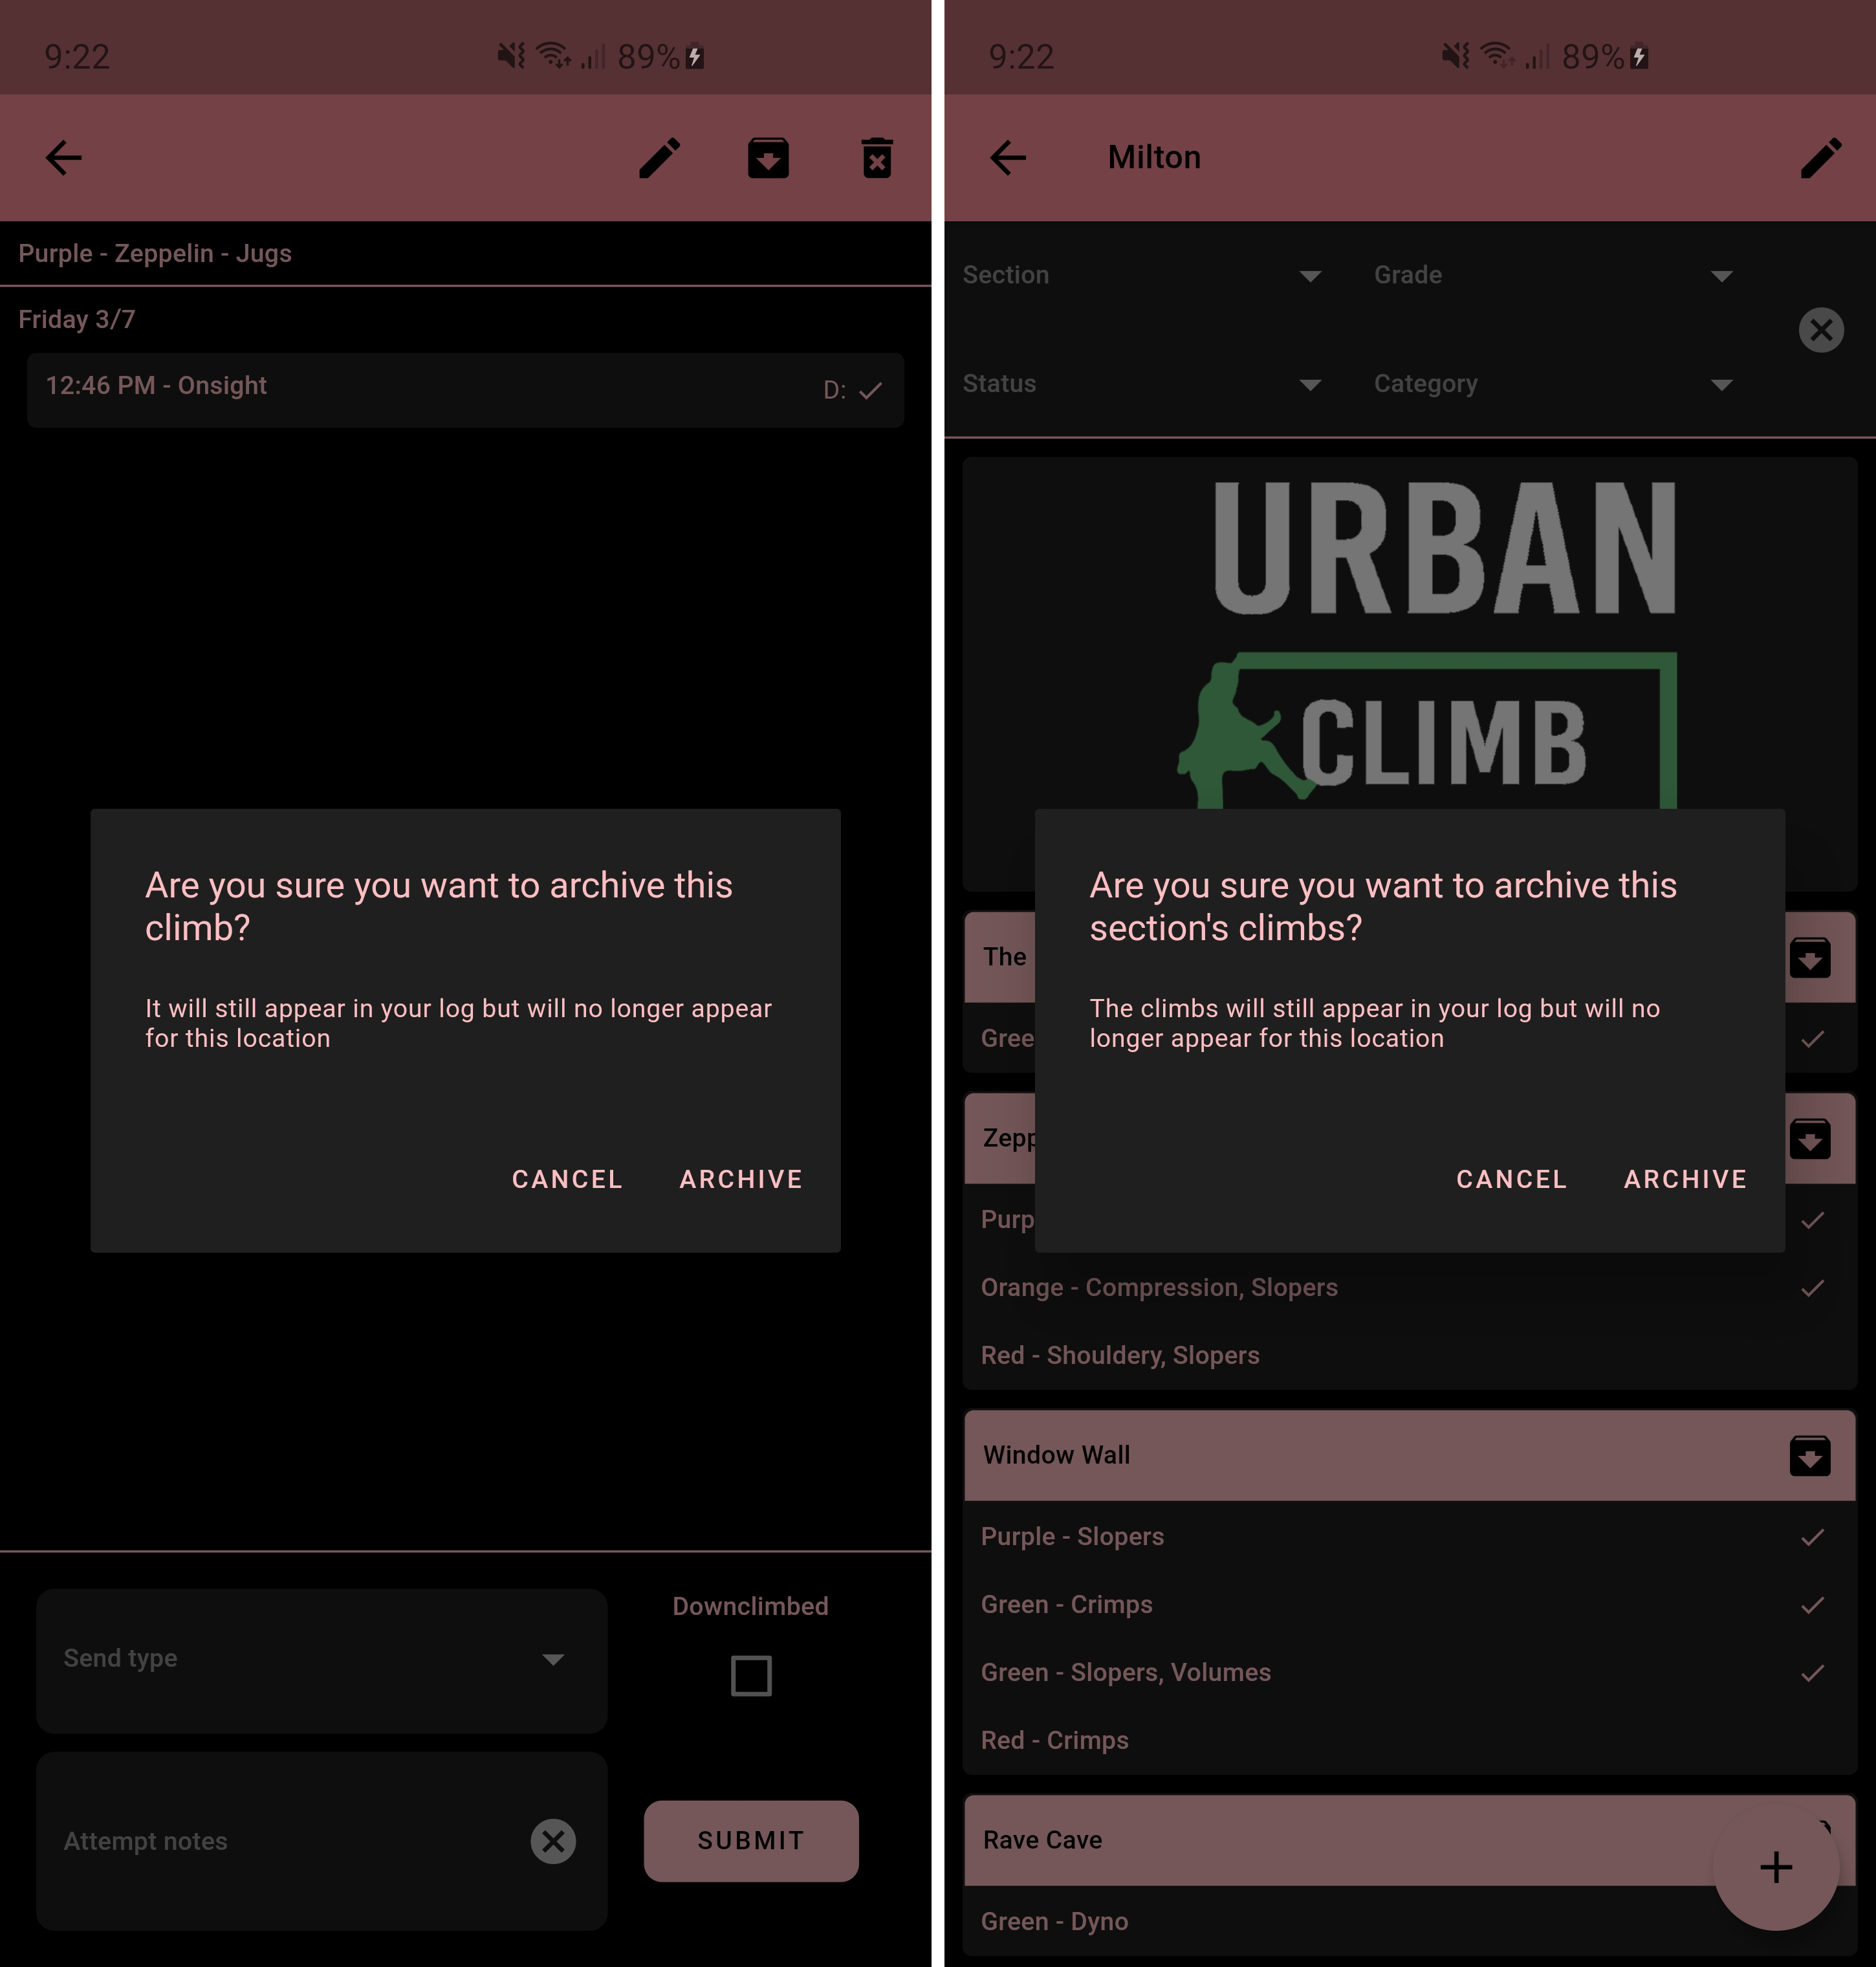 9:22
89%
Purple - Zeppelin - Jugs
Friday 3/7
12:46 PM - Onsight
D:
Are you sure you want to archive this
climb?
It will still appear in your log but will no longer appear
for this location
CANCEL
ARCHIVE
Send type
Downclimbed
Attempt notes
SUBMIT
9:22
89%
Milton
Section
Grade
Status
Category
URBAN
CLIMB
Are you sure you want to archive this
section's climbs?
The climbs will still appear in your log but will no
longer appear for this location
CANCEL
ARCHIVE
The
Gree
Zepp
Purp
Orange - Compression, Slopers
Red - Shouldery, Slopers
Window Wall
Purple - Slopers
Green - Crimps
Green - Slopers, Volumes
Red - Crimps
Rave Cave
Green - Dyno